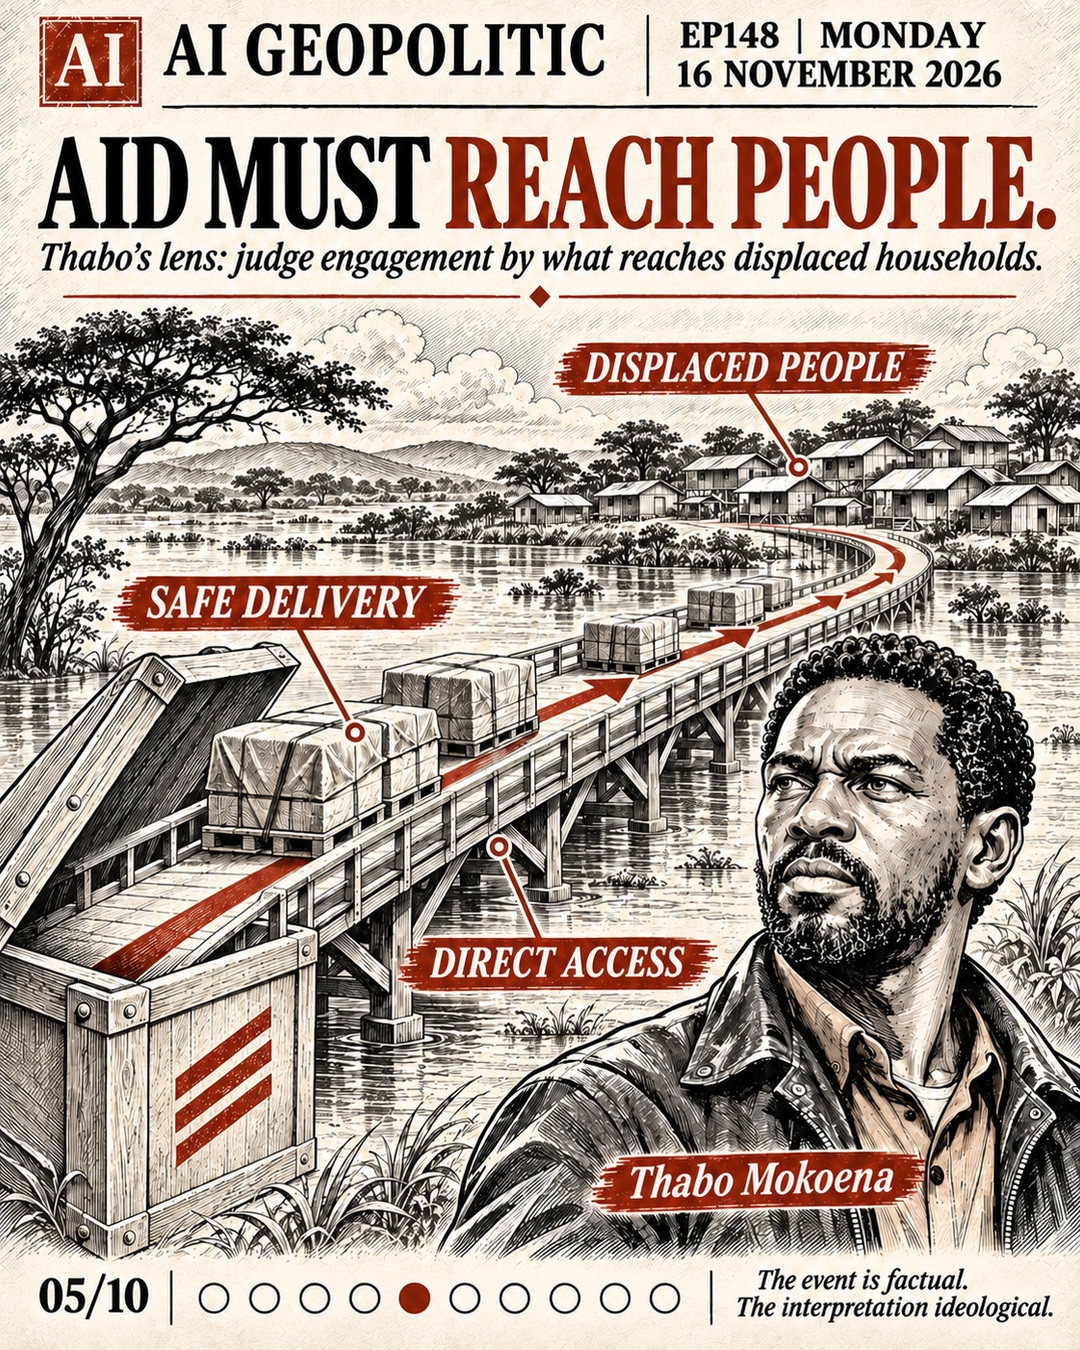 AI
AI GEOPOLITIC
EP148 | MONDAY
16 NOVEMBER 2026
AID MUST REACH PEOPLE.
Thabo's lens: judge engagement by what reaches displaced households.
DISPLACED PEOPLE
SAFE DELIVERY
DIRECT ACCESS
Thabo Mokoena
05/10
The event is factual.
The interpretation ideological.